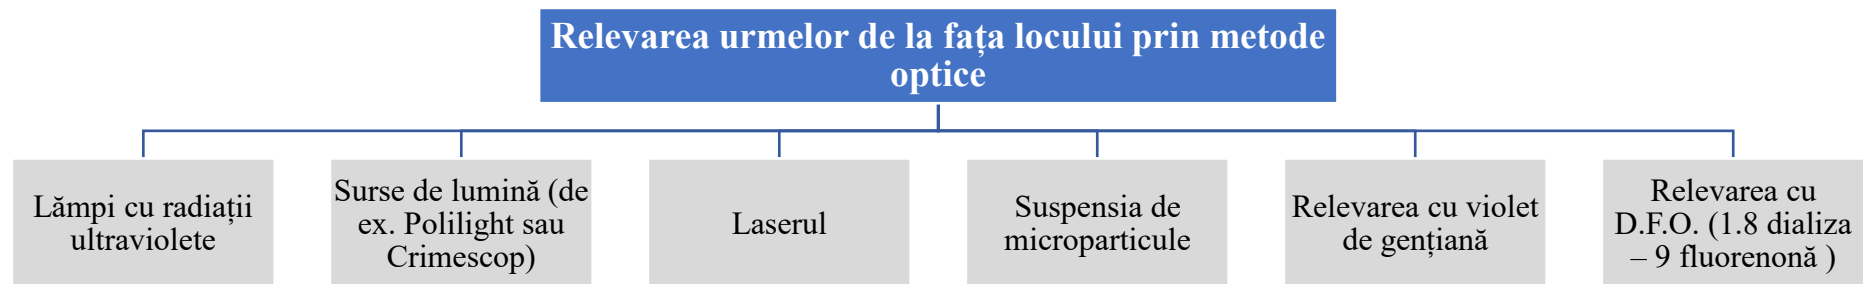 Relevarea urmelor de la fața locului prin metode
optice
Lămpi cu radiații
ultraviolete
Surse de lumină (de
ex. Polilight sau
Crimescop)
Laserul
Suspensia de
microparticule
Relevarea cu violet
de gențiană
Relevarea cu
D.F.O. (1.8 dializa
– 9 fluorenonă )